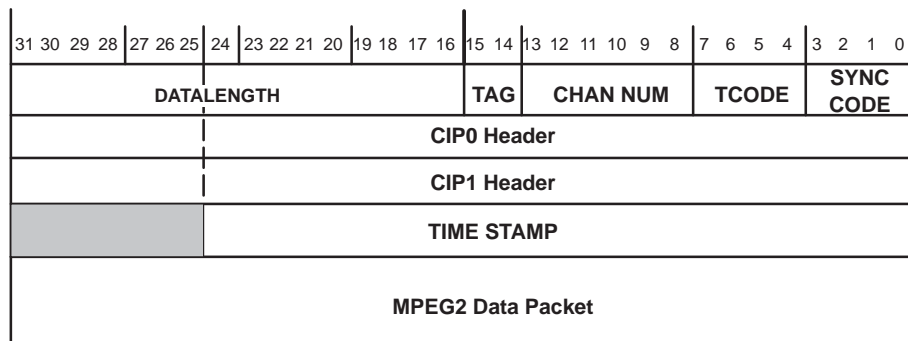 31 30 29 28 27 26 25 24 23 22 21 20 19 18 17 16 15 14 13 12 11 10 9 8 7 6 5 4 3 2 1 0
DATALENGTH TAG CHAN NUM TCODE SYNC CODE
CIP0 Header
CIP1 Header
TIME STAMP
MPEG2 Data Packet